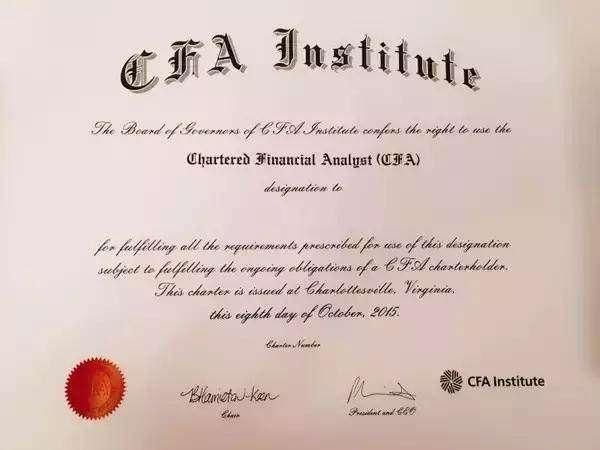 CFA Institute
The Board of Governors of CFA Institute confers the right to use the
Chartered Financial Analyst (CFA)
designation to
for fulfilling all the requirements prescribed for use of this designation
subject to fulfilling the ongoing obligations of a CFA charterholder.
This charter is issued at Charlottesville, Virginia,
this eighth day of October, 2015.
Charter Number
Chair
President and CEO
CFA Institute